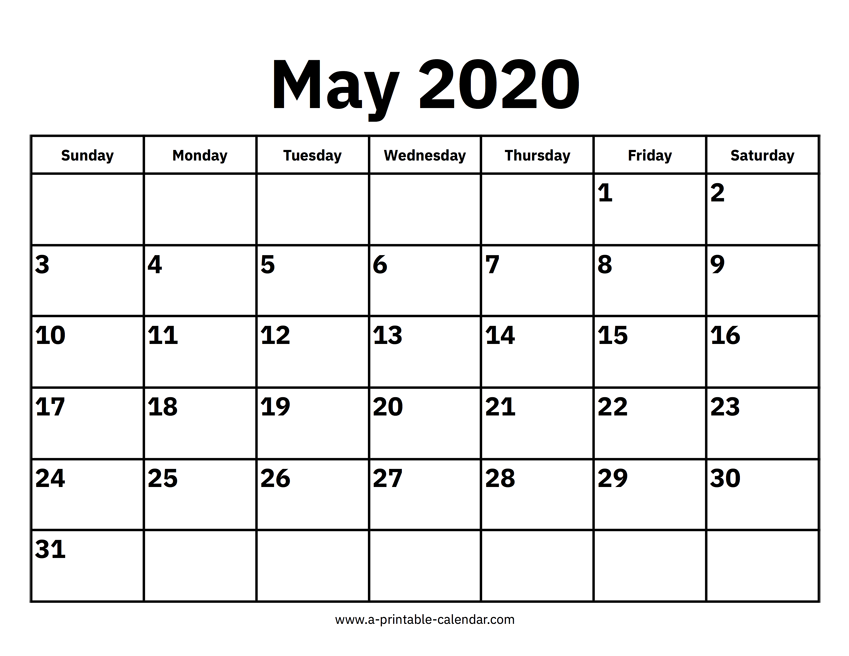 May 2020
Sunday Monday Tuesday Wednesday Thursday Friday Saturday
1 2
3 4 5 6 7 8 9
10 11 12 13 14 15 16
17 18 19 20 21 22 23
24 25 26 27 28 29 30
31
www.a-printable-calendar.com